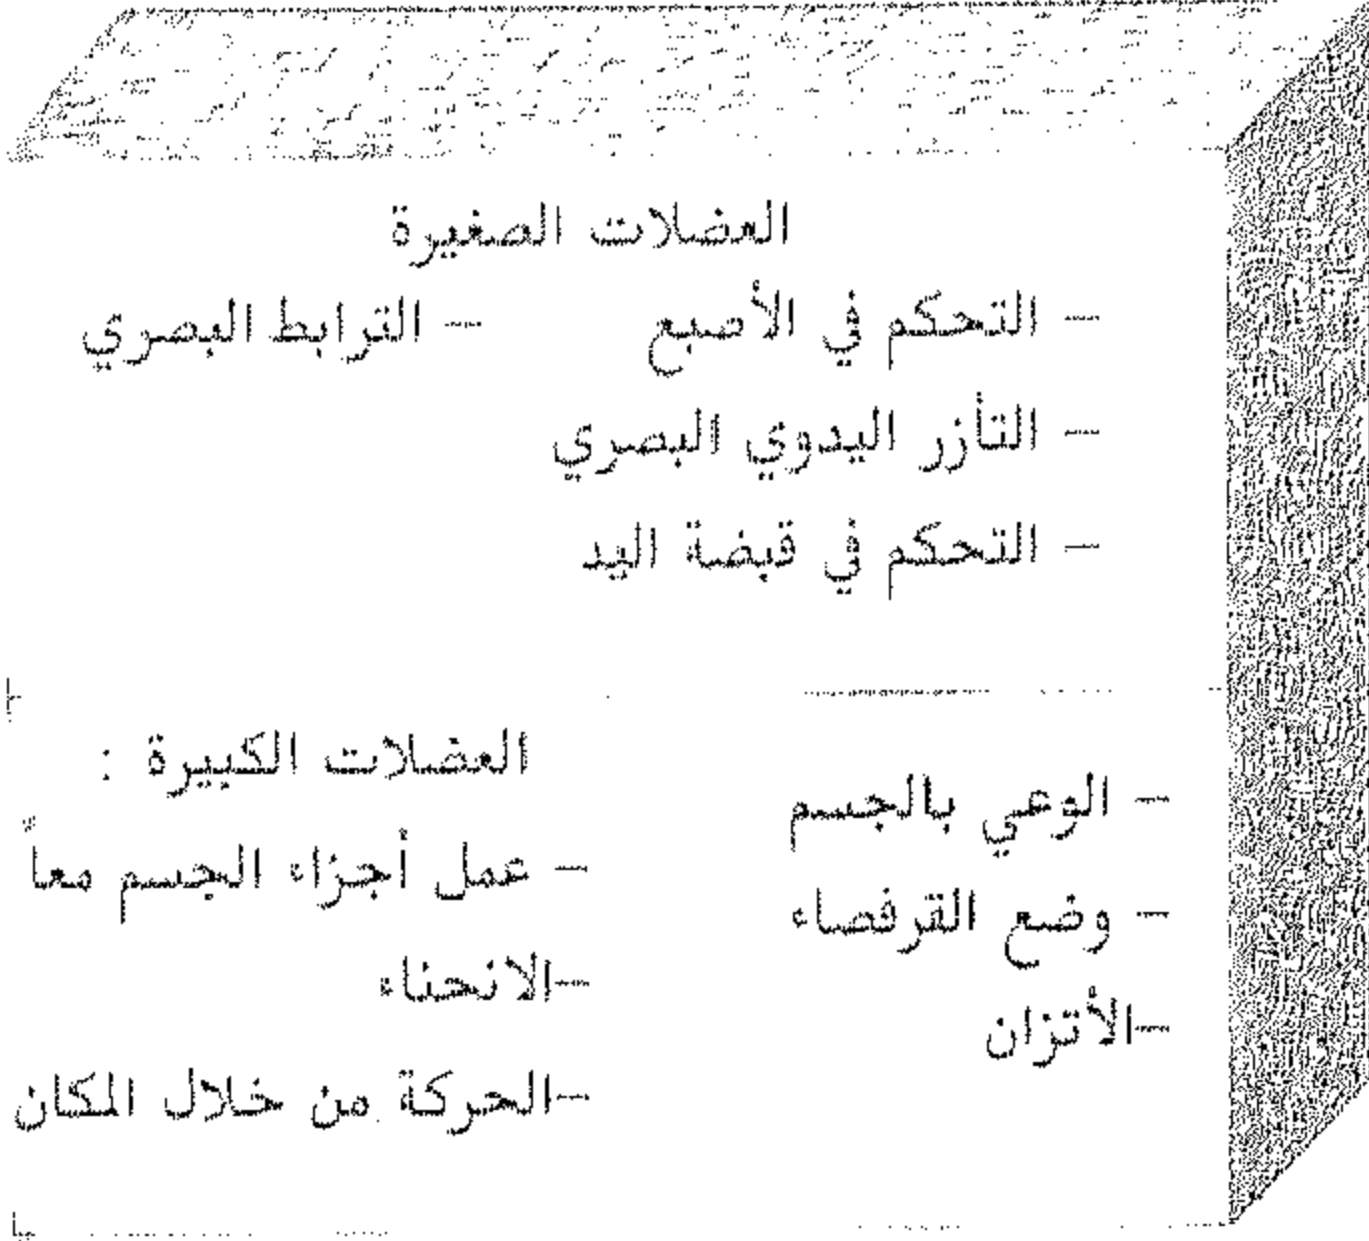 العضلات الصغيرة
– التحكم في الأصبع – الترابط البصري
– التأزر اليدوي البصري
– التحكم في قبضة اليد
العضلات الكبيرة :
– الوعي بالجسم
– عمل أجزاء الجسم معاً
– وضع القرفصاء
–الانحناء
–الأتزان
–الحركة من خلال المكان